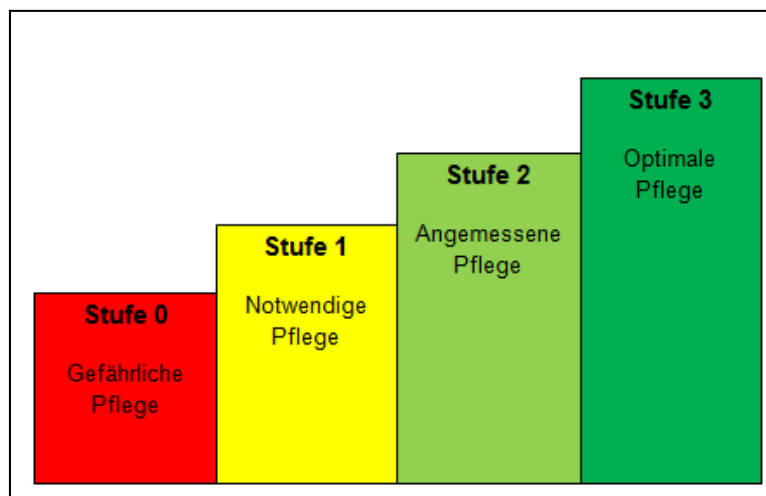 Stufe 0
Gefährliche
Pflege
Stufe 1
Notwendige
Pflege
Stufe 2
Angemessene
Pflege
Stufe 3
Optimale
Pflege